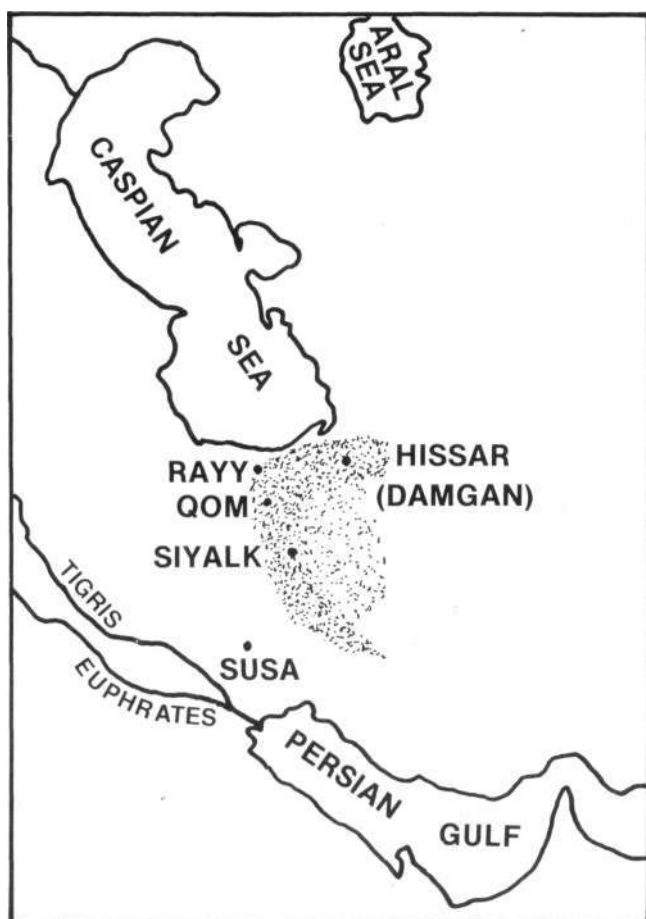 ARAL
SEA
CASPIAN
SEA
RAYY
HISSAR
QOM
(DAMGAN)
SIYALK
TIGRIS
SUSA
EUPHRATES
PERSIAN
GULF